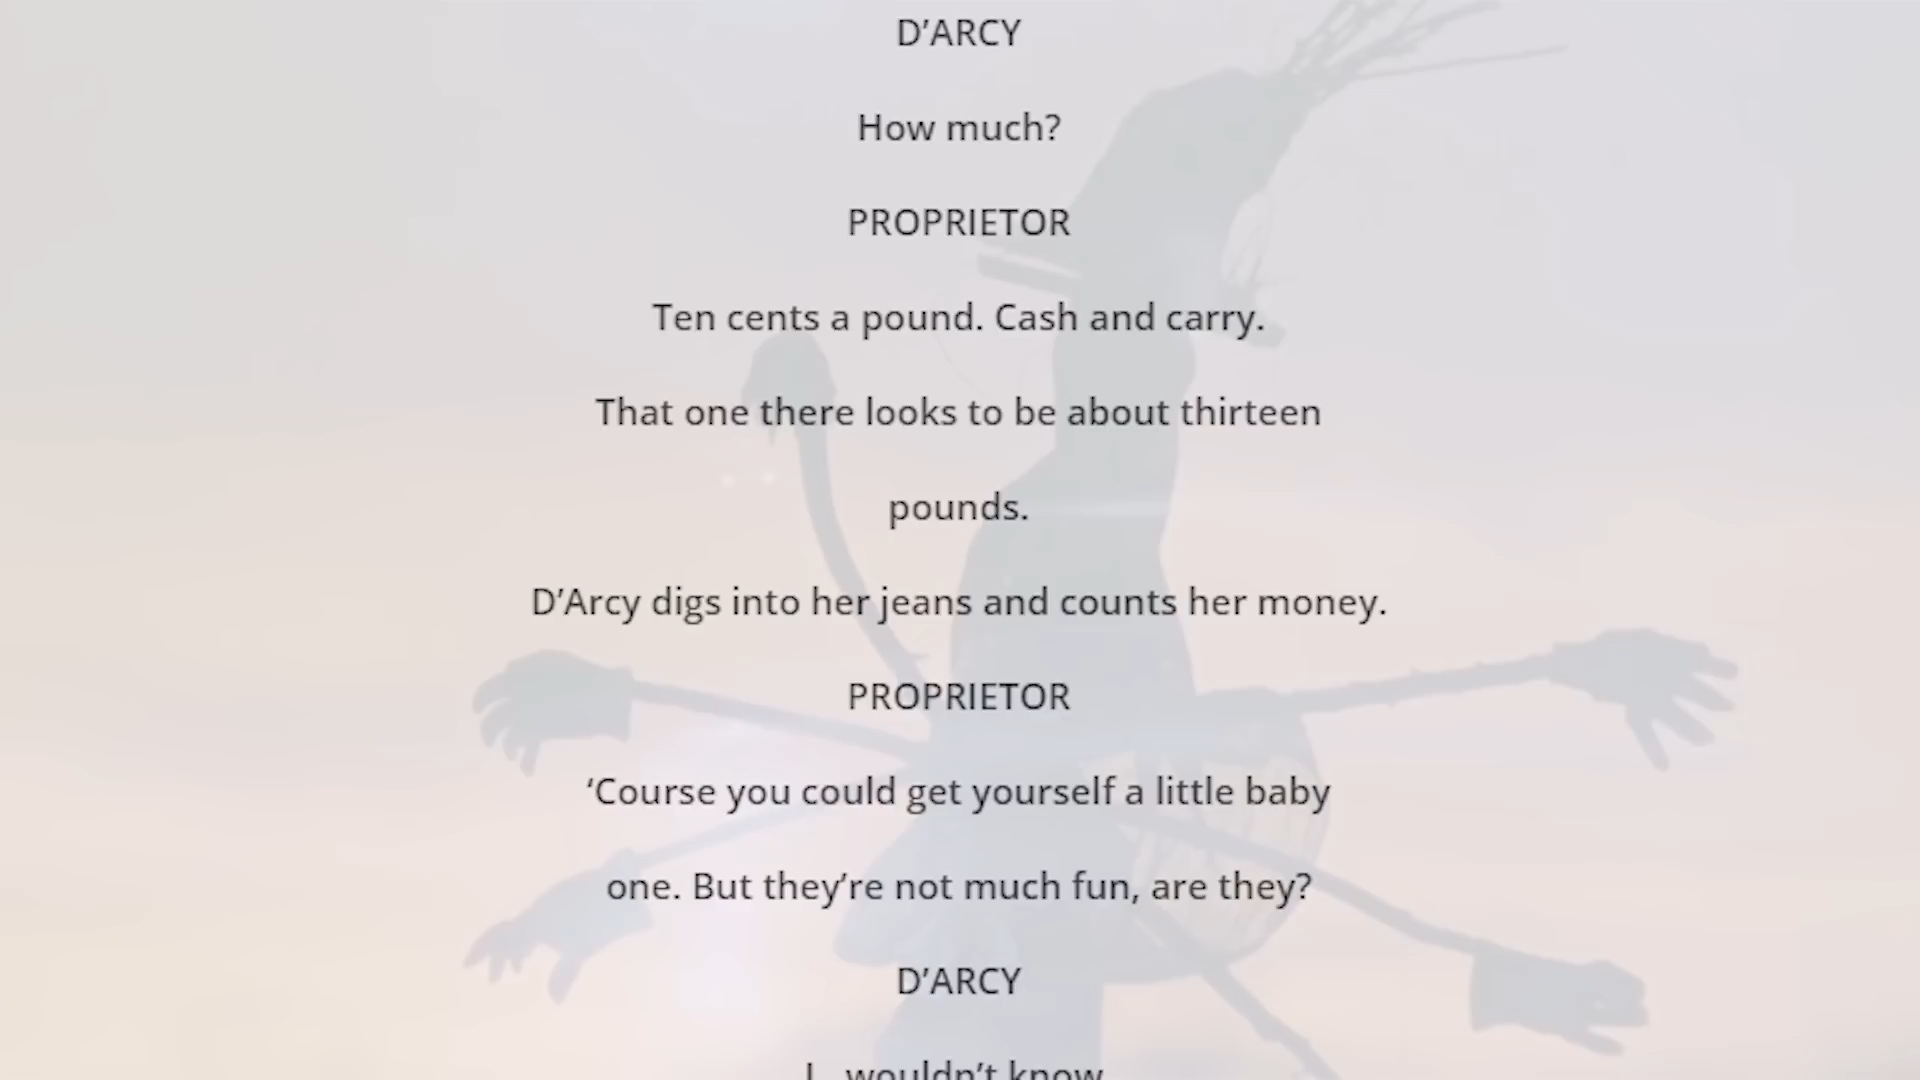 D’ARCY
How much?
PROPRIETOR
Ten cents a pound. Cash and carry.
That one there looks to be about thirteen
pounds.
D’Arcy digs into her jeans and counts her money.
PROPRIETOR
‘Course you could get yourself a little baby
one. But they’re not much fun, are they?
D’ARCY
I...wouldn’t know